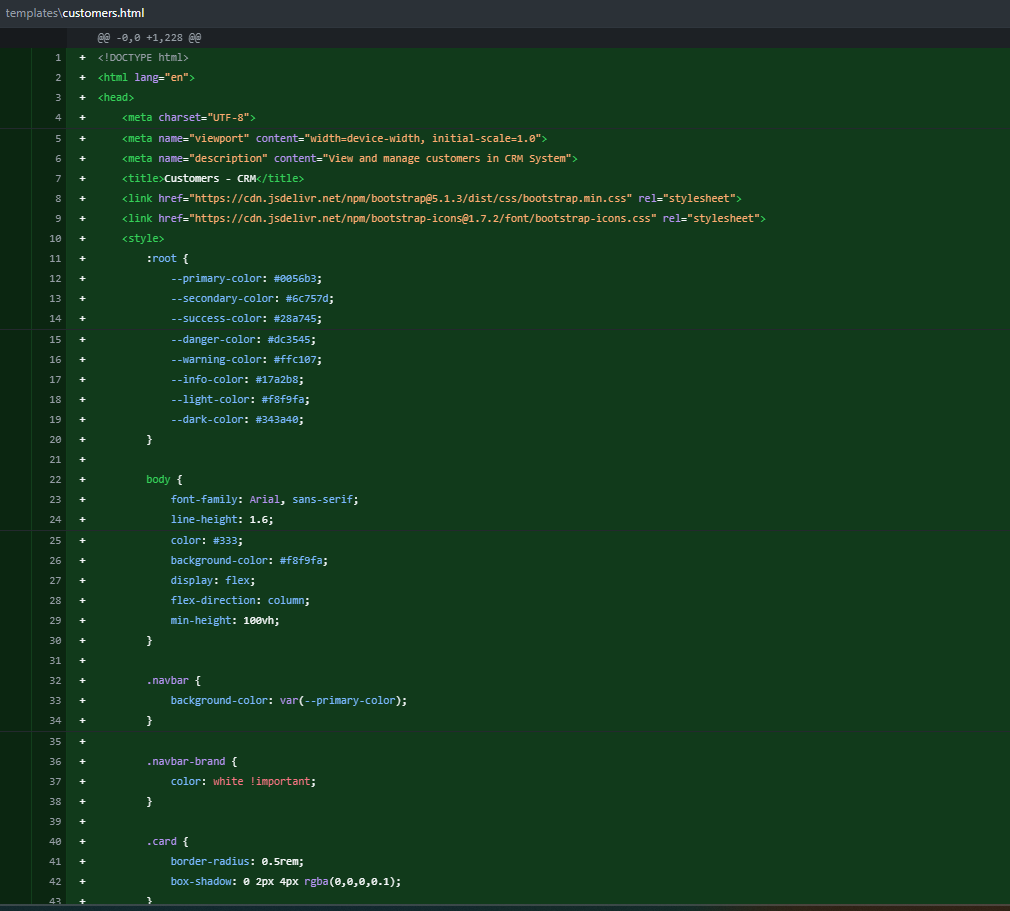 templates\customers.html
@@ -0,0 +1,228 @@
1 + <!DOCTYPE html>
2 + <html lang="en">
3 + <head>
4 +     <meta charset="UTF-8">
5 +     <meta name="viewport" content="width=device-width, initial-scale=1.0">
6 +     <meta name="description" content="View and manage customers in CRM System">
7 +     <title>Customers - CRM</title>
8 +     <link href="https://cdn.jsdelivr.net/npm/bootstrap@5.1.3/dist/css/bootstrap.min.css" rel="stylesheet">
9 +     <link href="https://cdn.jsdelivr.net/npm/bootstrap-icons@1.7.2/font/bootstrap-icons.css" rel="stylesheet">
10 +     <style>
11 +         :root {
12 +             --primary-color: #0056b3;
13 +             --secondary-color: #6c757d;
14 +             --success-color: #28a745;
15 +             --danger-color: #dc3545;
16 +             --warning-color: #ffc107;
17 +             --info-color: #17a2b8;
18 +             --light-color: #f8f9fa;
19 +             --dark-color: #343a40;
20 +         }
21 +
22 +         body {
23 +             font-family: Arial, sans-serif;
24 +             line-height: 1.6;
25 +             color: #333;
26 +             background-color: #f8f9fa;
27 +             display: flex;
28 +             flex-direction: column;
29 +             min-height: 100vh;
30 +         }
31 +
32 +         .navbar {
33 +             background-color: var(--primary-color);
34 +         }
35 +
36 +         .navbar-brand {
37 +             color: white !important;
38 +         }
39 +
40 +         .card {
41 +             border-radius: 0.5rem;
42 +             box-shadow: 0 2px 4px rgba(0,0,0,0.1);
43 +         }